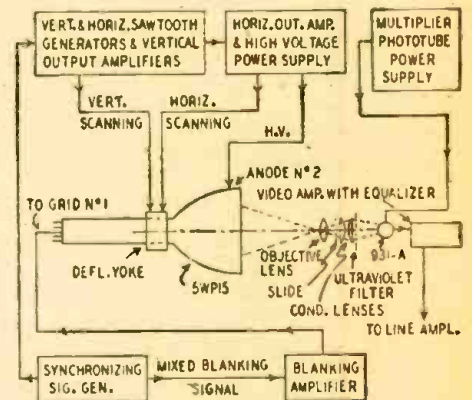 VERT. & HORIZ. SAWTOOTH
GENERATORS & VERTICAL
OUTPUT AMPLIFIERS
HORIZ. OUT. AMP.
& HIGH VOLTAGE
POWER SUPPLY
MULTIPLIER
PHOTOTUBE
POWER
SUPPLY
VERT.
SCANNING
HORIZ.
SCANNING
H.V.
ANODE Nº 2
VIDEO AMP. WITH EQUALIZER
TO GRID Nº 1
DEFL. YOKE
5WP15
OBJECTIVE
LENS
SLIDE
931-A
ULTRAVIOLET
FILTER
COND. LENSES
TO LINE AMPL.
SYNCHRONIZING
SIG. GEN.
MIXED BLANKING
SIGNAL
BLANKING
AMPLIFIER